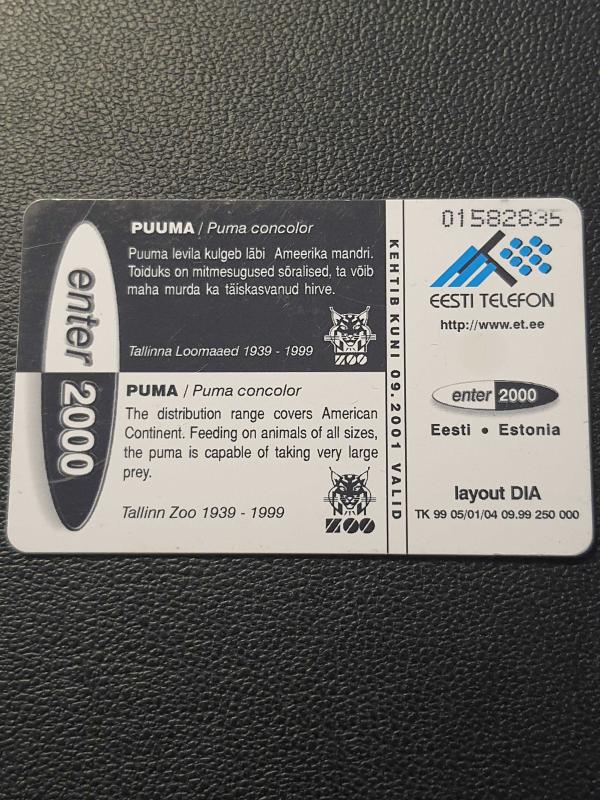 enter 2000
PUUMA / Puma concolor
Puuma levila kulgeb läbi Ameerika mandri.
Toiduks on mitmesugused sõralised, ta võib
maha murda ka täiskasvanud hirve.
Tallinna Loomaaed 1939 - 1999
ZOO
PUMA / Puma concolor
The distribution range covers American
Continent. Feeding on animals of all sizes,
the puma is capable of taking very large
prey.
Tallinn Zoo 1939 - 1999
ZOO
KEHTIB KUNI 09.2001 VALID
01582835
EESTI TELEFON
http://www.et.ee
enter 2000
Eesti • Estonia
layout DIA
TK 99 05/01/04 09.99 250 000